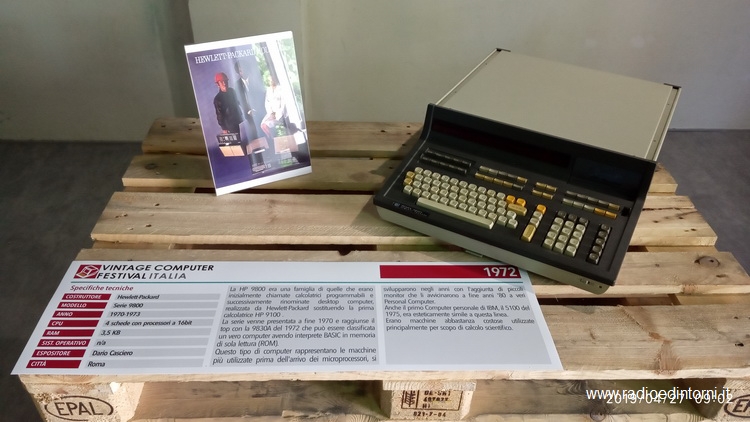 HEWLETT·PACKARD
VINTAGE COMPUTER
FESTIVAL ITALIA
1972
Specifiche tecniche
COSTRUTTORE Hewlett-Packard
MODELLO Serie 9800
ANNO 1970-1973
CPU 4 schede con processori a 16bit
RAM 3,5 KB
SIST. OPERATIVO n/a
ESPOSITORE Dario Casciero
CITTÀ Roma
La HP 9800 era una famiglia di quelle che erano
inizialmente chiamate calcolatrici programmabili e
successivamente rinominate desktop computer,
realizzata da Hewlett-Packard sostituendo la prima
calcolatrice HP 9100
La serie venne presentata a fine 1970 e raggiunse il
top con la 9830A del 1972 che può essere classificata
un vero computer avendo interprete BASIC in memoria
di sola lettura (ROM).
Questo tipo di computer rappresentano le macchine
più utilizzate prima dell'arrivo dei microprocessori, si
svilupparono negli anni con l'aggiunta di piccoli
monitor che li avvicinarono a fine anni '80 a veri
Personal Computer.
Anche il primo Computer personale di IBM, il 5100 del
1975, era esteticamente simile a questa linea.
Erano macchine abbastanza costose utilizzate
principalmente per scopo di calcolo scientifico.
EPAL
www.radioedintorni.it
2019/04/27 09:02